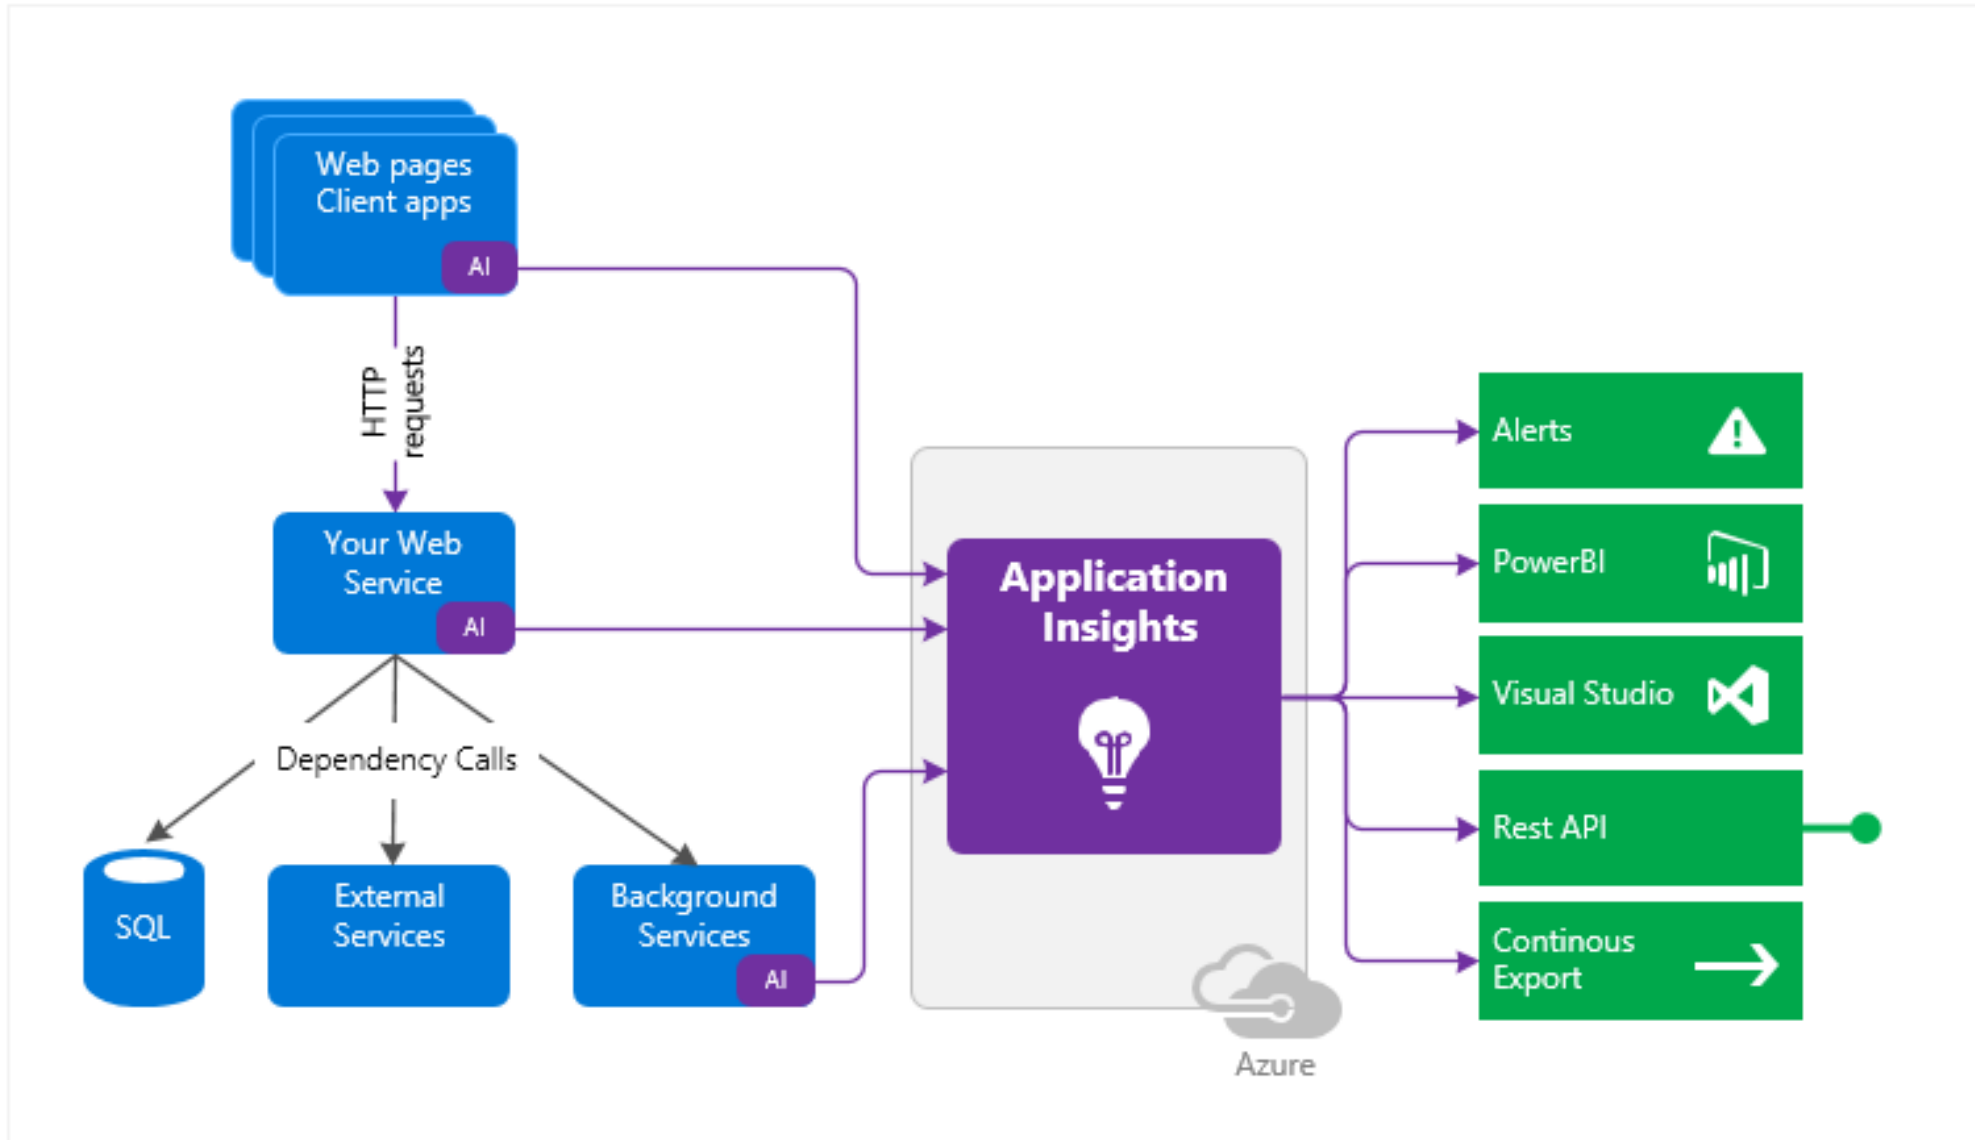 Web pages
Client apps
AI
HTTP
requests
Your Web
Service
AI
Dependency Calls
SQL
External
Services
Background
Services
AI
Application
Insights
Azure
Alerts
PowerBI
Visual Studio
Rest API
Continous
Export